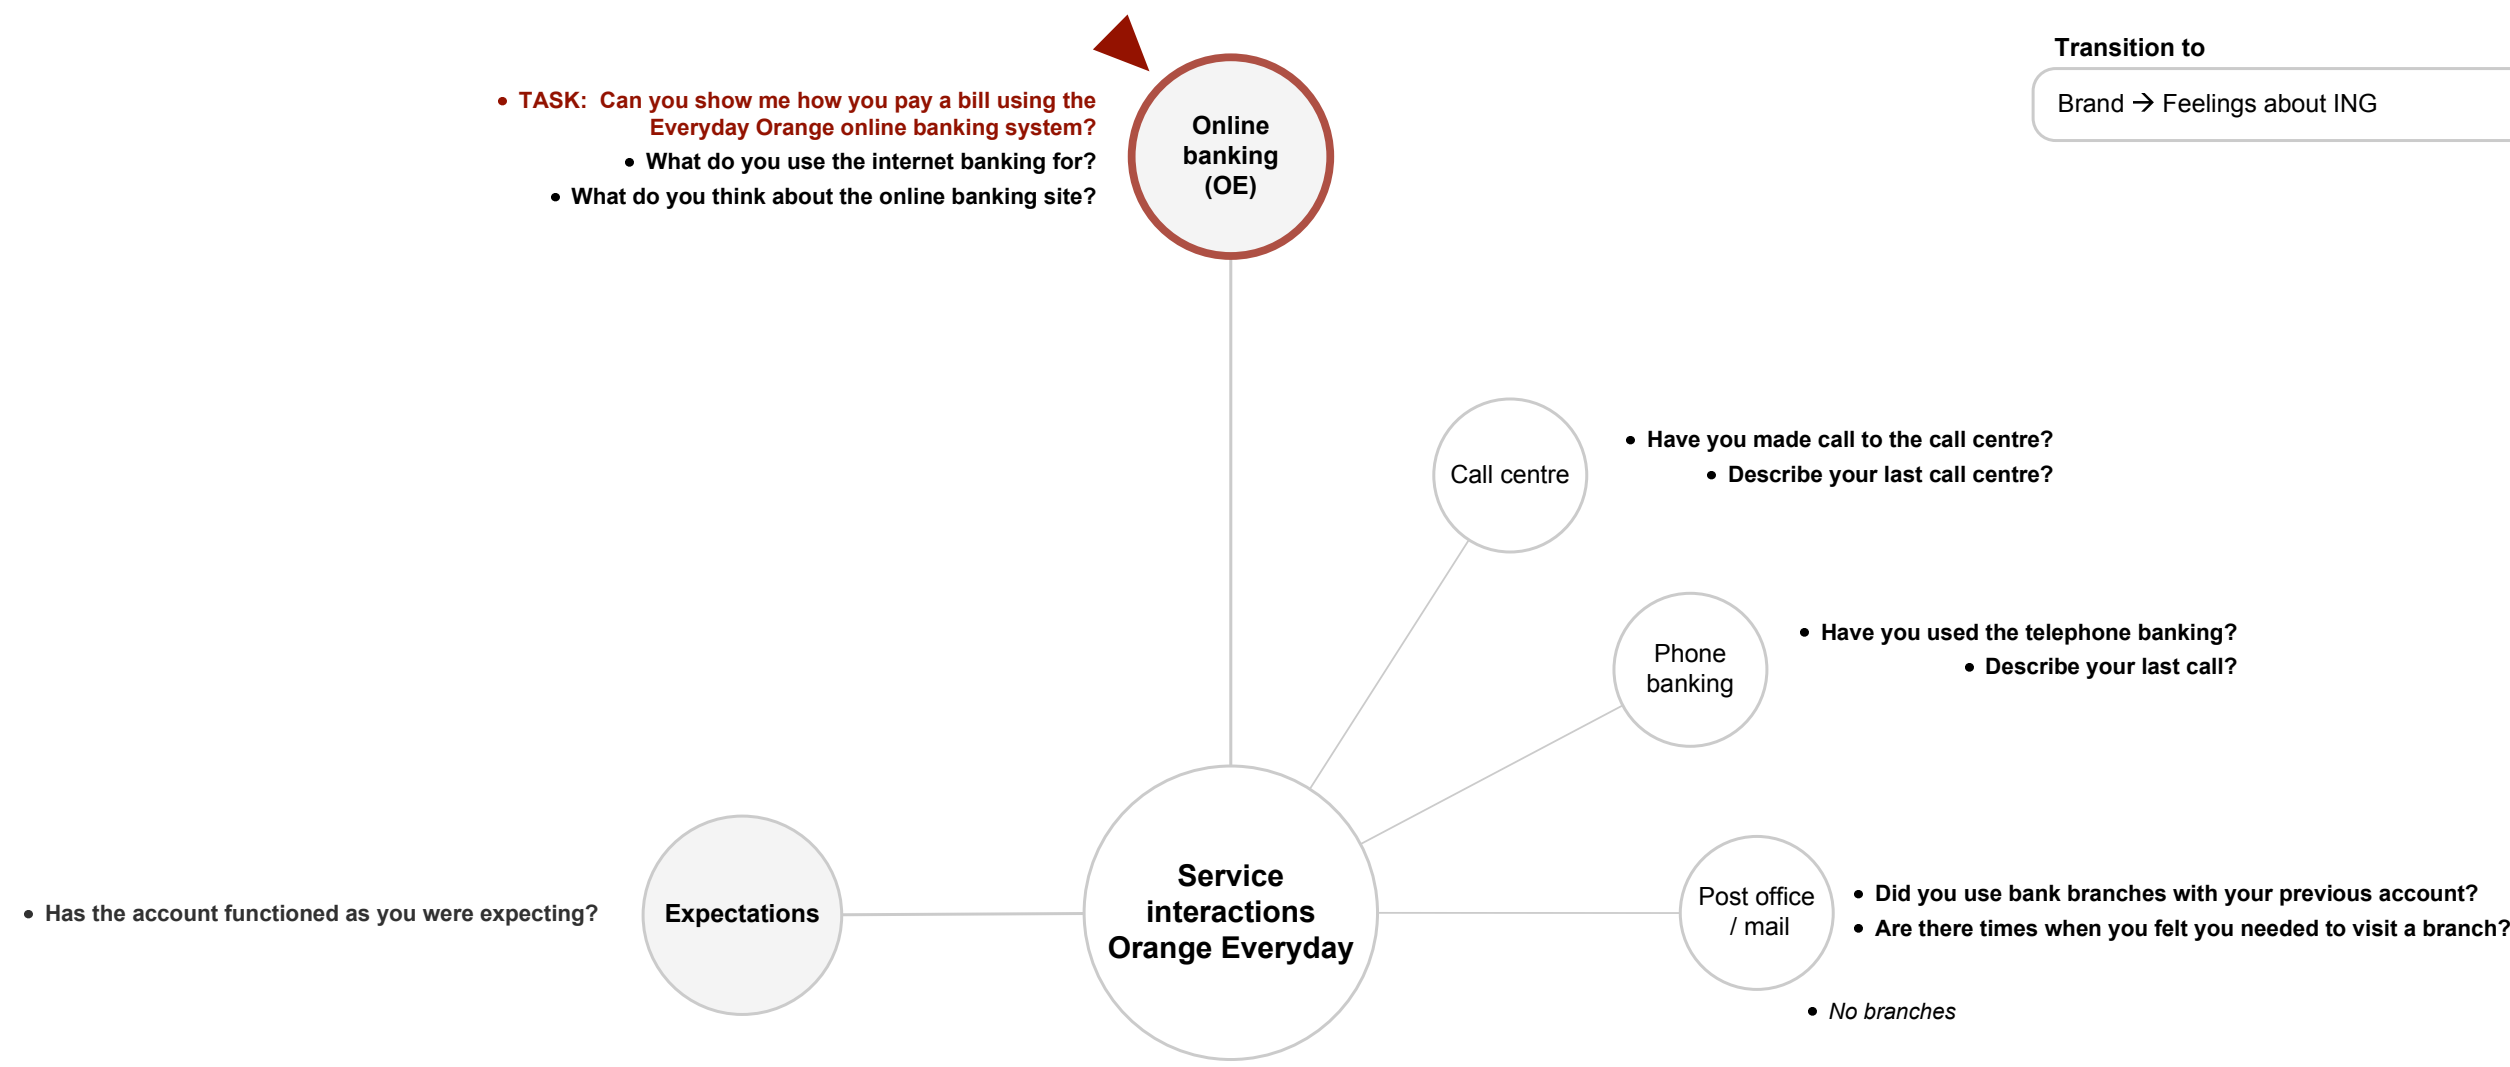 Transition to
Brand → Feelings about ING
• TASK:  Can you show me how you pay a bill using the
Everyday Orange online banking system?
• What do you use the internet banking for?
• What do you think about the online banking site?
Online
banking
(OE)
Call centre
• Have you made call to the call centre?
• Describe your last call centre?
Phone
banking
• Have you used the telephone banking?
• Describe your last call?
• Has the account functioned as you were expecting?
Expectations
Service
interactions
Orange Everyday
Post office
/ mail
• Did you use bank branches with your previous account?
• Are there times when you felt you needed to visit a branch?
• No branches